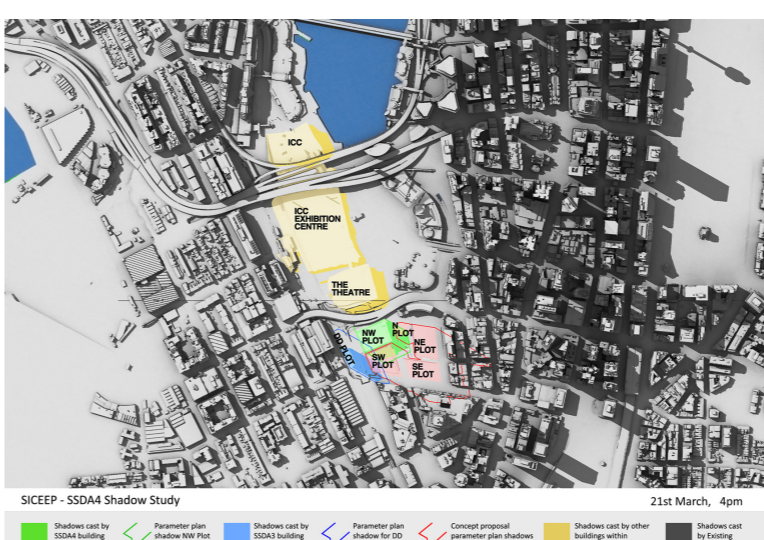 ICC
ICC
EXHIBITION
CENTRE
THE
THEATRE
DD PLOT
NW
PLOT
N
PLOT
NE
PLOT
SW
PLOT
SE
PLOT
SICEEP - SSDA4 Shadow Study
21st March, 4pm
Shadows cast by
SSDA4 building
Parameter plan
shadow NW Plot
Shadows cast by
SSDA3 building
Parameter plan
shadow for DD
Concept proposal
parameter plan shadows
Shadows cast by other
buildings within
Shadows cast
by Existing